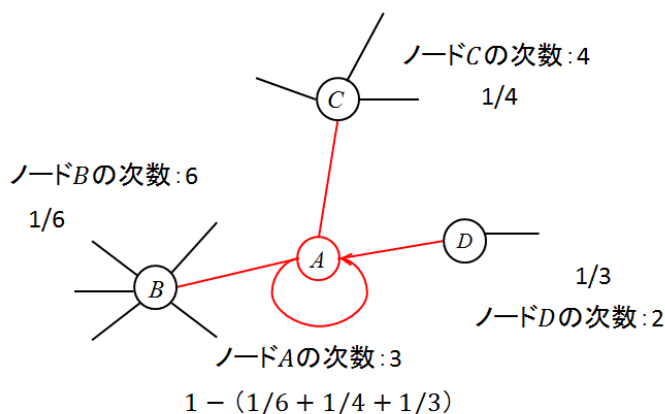 ノードCの次数:4
1/4
C
ノードBの次数:6
1/6
B
A
D
1/3
ノードDの次数:2
ノードAの次数:3
1 − (1/6 + 1/4 + 1/3)